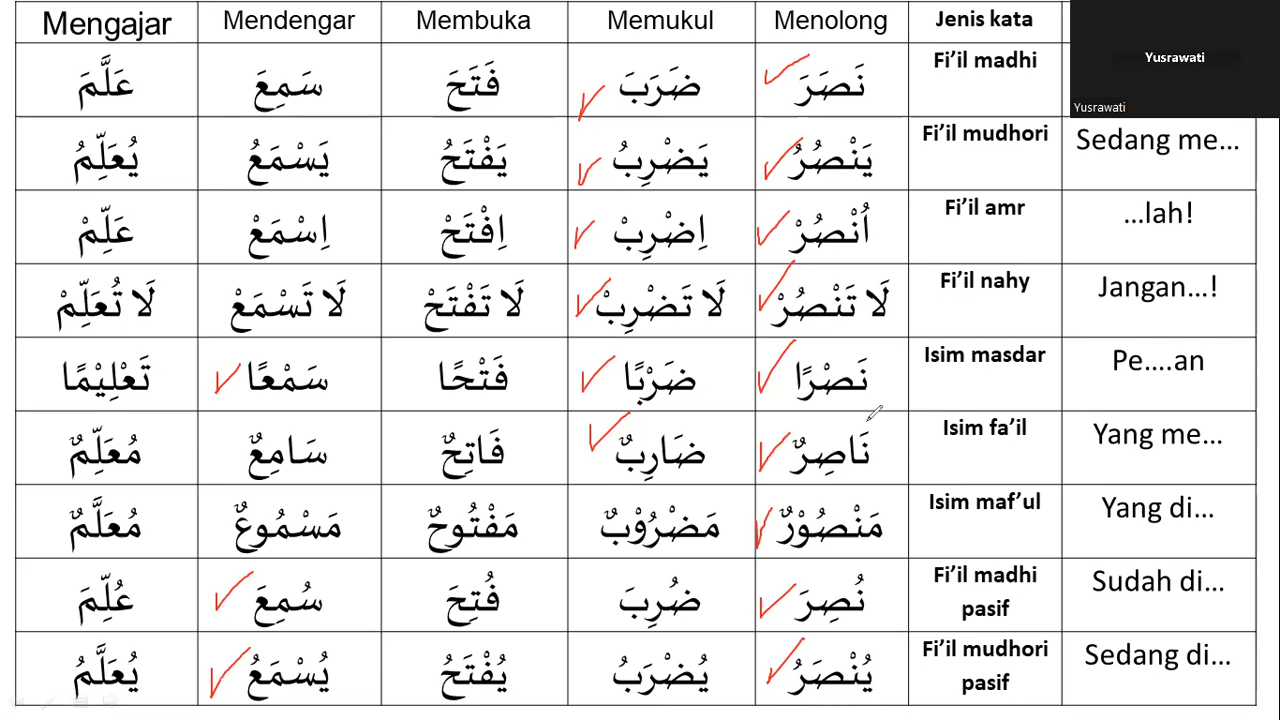 Mengajar Mendengar Membuka Memukul Menolong Jenis kata
Yusrawati
Yusrawati
عَلَّمَ سَمِعَ فَتَحَ ضَرَبَ نَصَرَ Fi’il madhi
يُعَلِّمُ يَسْمَعُ يَفْتَحُ يَضْرِبُ يَنْصُرُ Fi’il mudhori Sedang me...
عَلِّمْ اِسْمَعْ اِفْتَحْ اِضْرِبْ اُنْصُرْ Fi’il amr ...lah!
لَا تُعَلِّمْ لَا تَسْمَعْ لَا تَفْتَحْ لَا تَضْرِبْ لَا تَنْصُرْ Fi’il nahy Jangan...!
تَعْلِيْمًا سَمْعًا فَتْحًا ضَرْبًا نَصْرًا Isim masdar Pe....an
مُعَلِّمٌ سَامِعٌ فَاتِحٌ ضَارِبٌ نَاصِرٌ Isim fa’il Yang me...
مُعَلَّمٌ مَسْمُوعٌ مَفْتُوحٌ مَضْرُوْبٌ مَنْصُوْرٌ Isim maf’ul Yang di...
عُلِّمَ سُمِعَ فُتِحَ ضُرِبَ نُصِرَ Fi’il madhi pasif Sudah di...
يُعَلَّمُ يُسْمَعُ يُفْتَحُ يُضْرَبُ يُنْصَرُ Fi’il mudhori pasif Sedang di...